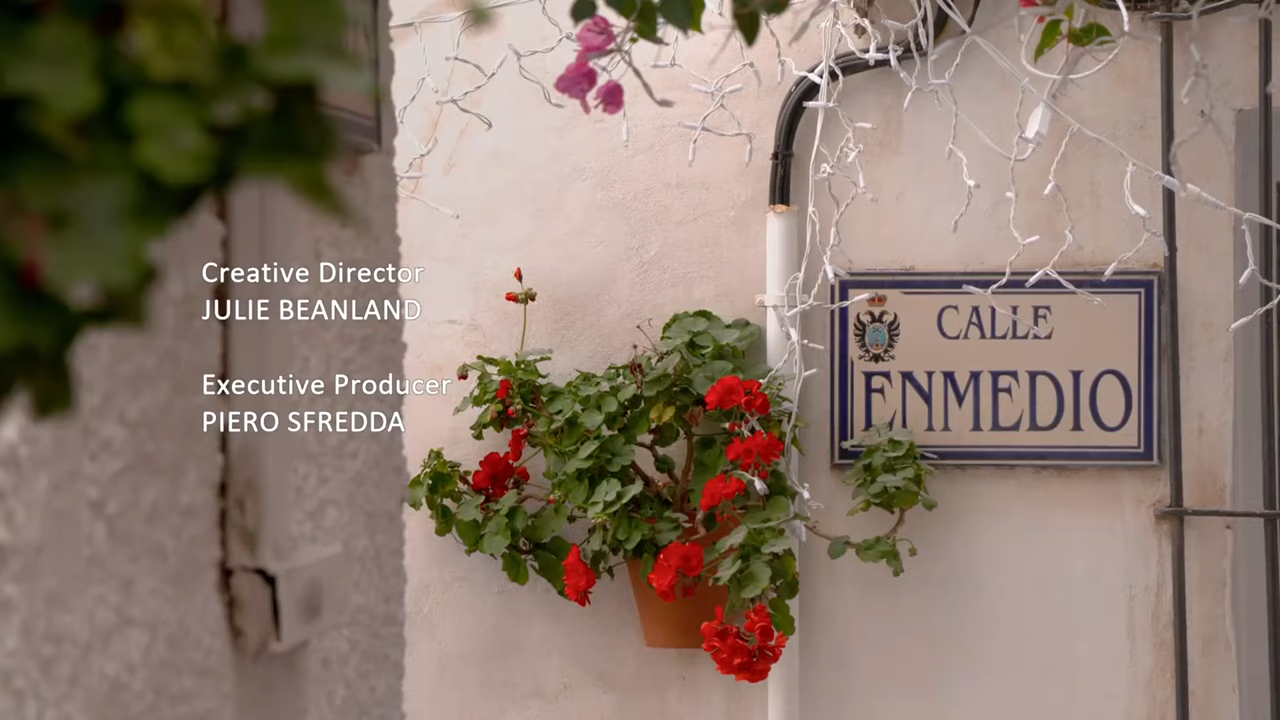 Creative Director
JULIE BEANLAND
Executive Producer
PIERO SFREDDA
CALLE
ENMEDIO